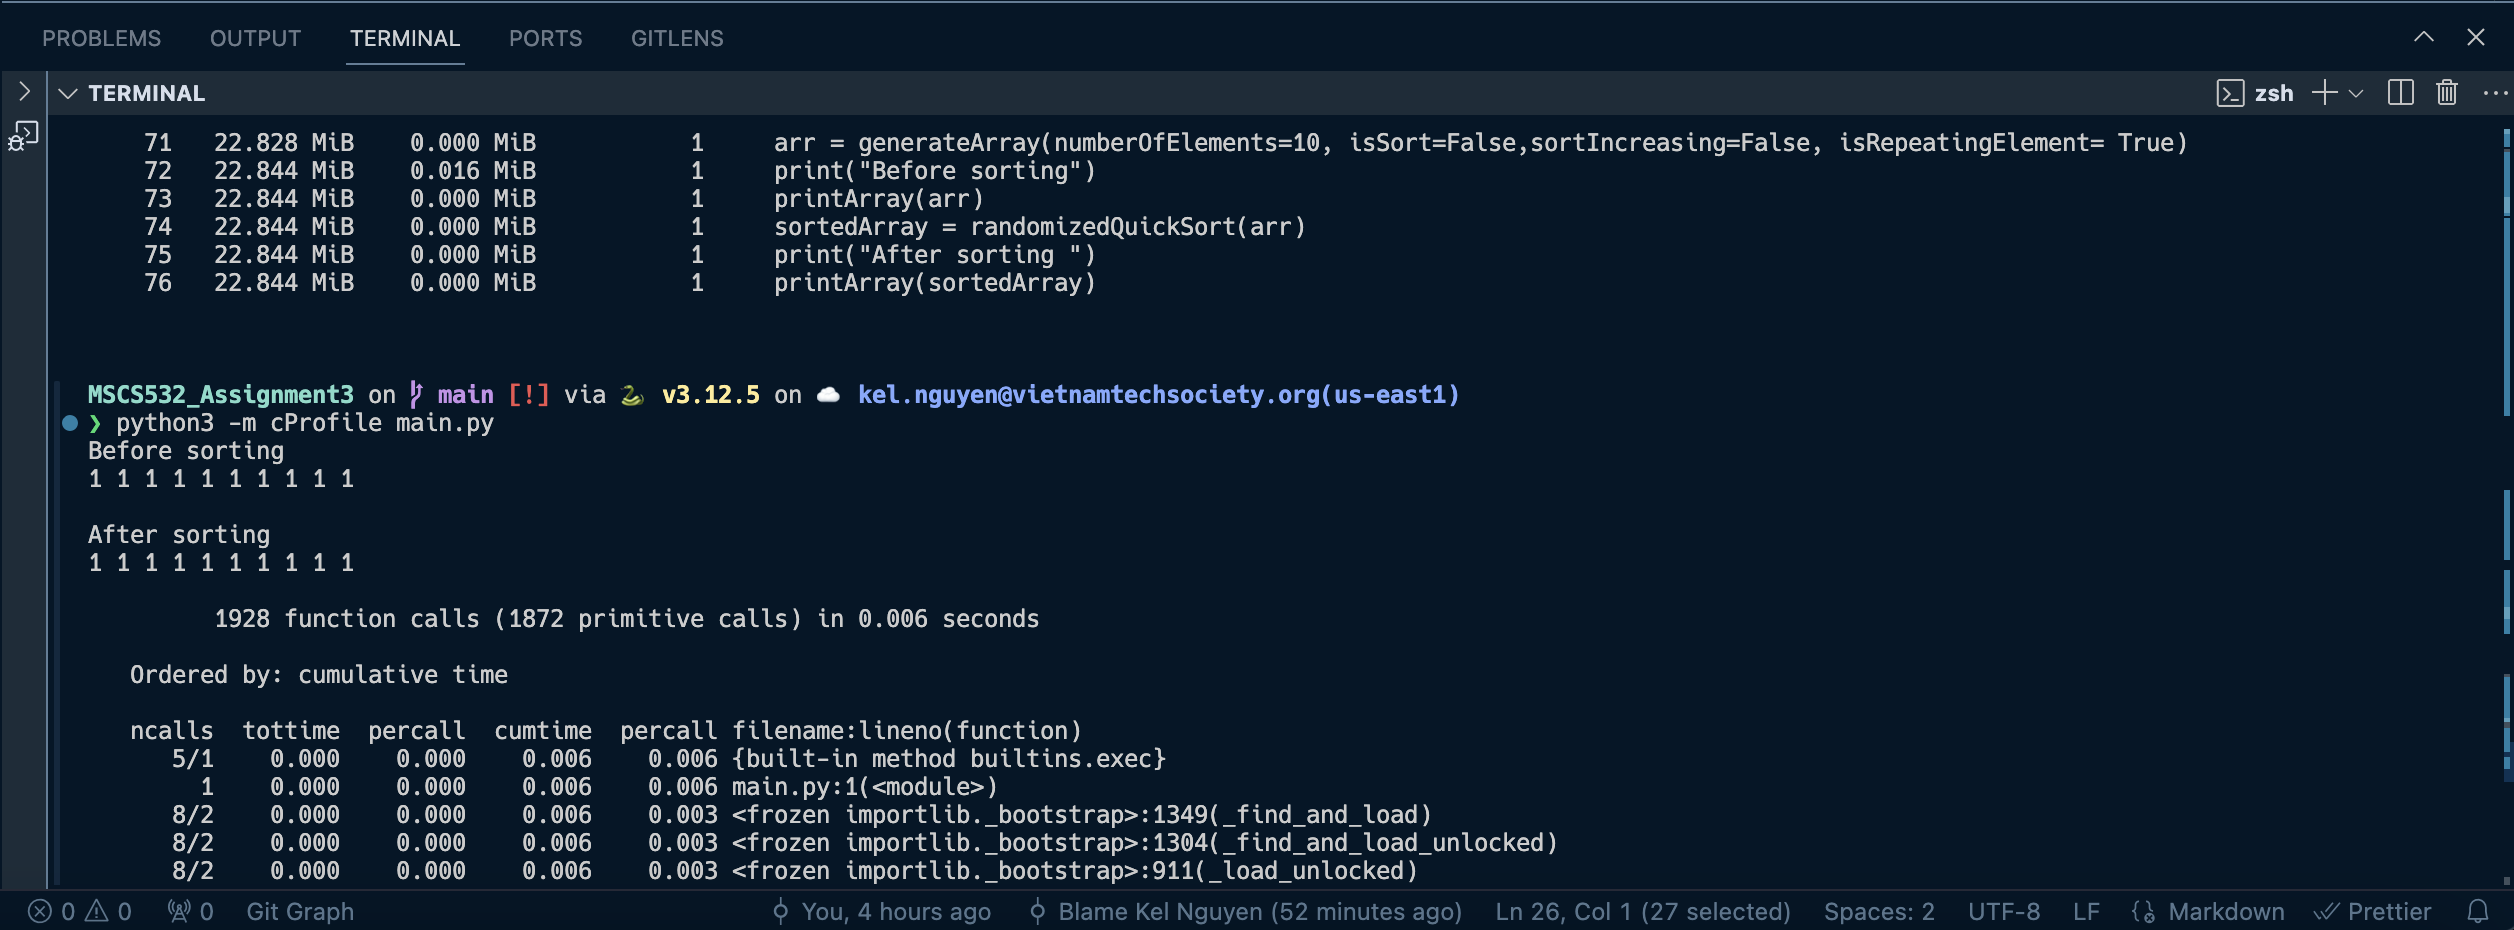 PROBLEMS OUTPUT TERMINAL PORTS GITLENS
TERMINAL zsh
71 22.828 MiB 0.000 MiB 1 arr = generateArray(numberOfElements=10, isSort=False,sortIncreasing=False, isRepeatingElement= True)
72 22.844 MiB 0.016 MiB 1 print("Before sorting")
73 22.844 MiB 0.000 MiB 1 printArray(arr)
74 22.844 MiB 0.000 MiB 1 sortedArray = randomizedQuickSort(arr)
75 22.844 MiB 0.000 MiB 1 print("After sorting ")
76 22.844 MiB 0.000 MiB 1 printArray(sortedArray)
MSCS532_Assignment3 on main [!] via 🐍 v3.12.5 on ☁️ kel.nguyen@vietnamtechsociety.org(us-east1)
❯ python3 -m cProfile main.py
Before sorting
1 1 1 1 1 1 1 1 1 1
After sorting
1 1 1 1 1 1 1 1 1 1
1928 function calls (1872 primitive calls) in 0.006 seconds
Ordered by: cumulative time
ncalls tottime percall cumtime percall filename:lineno(function)
5/1 0.000 0.000 0.006 0.006 {built-in method builtins.exec}
1 0.000 0.000 0.006 0.006 main.py:1(<module>)
8/2 0.000 0.000 0.006 0.003 <frozen importlib._bootstrap>:1349(_find_and_load)
8/2 0.000 0.000 0.006 0.003 <frozen importlib._bootstrap>:1304(_find_and_load_unlocked)
8/2 0.000 0.000 0.006 0.003 <frozen importlib._bootstrap>:911(_load_unlocked)
0 0 0 Git Graph You, 4 hours ago Blame Kel Nguyen (52 minutes ago) Ln 26, Col 1 (27 selected) Spaces: 2 UTF-8 LF Markdown Prettier